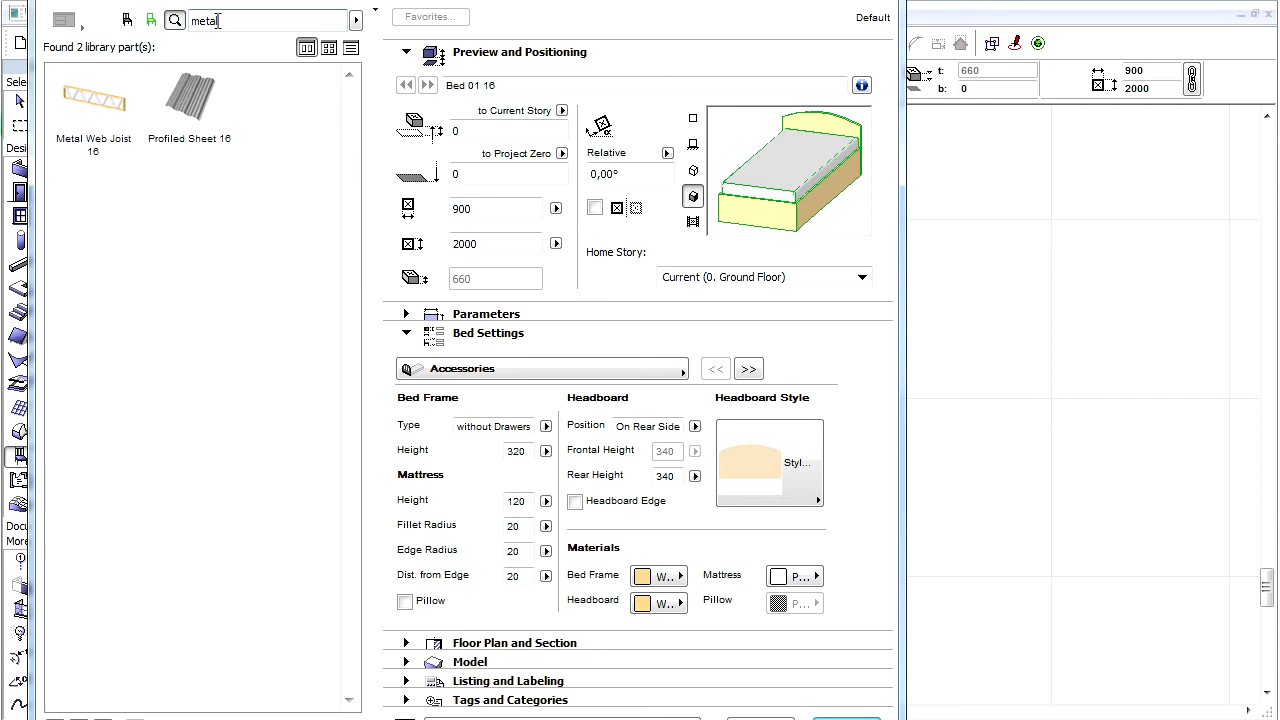 metal
Favorites...
Default
Found 2 library part(s):
Metal Web Joist
16
Profiled Sheet 16
Sele
Desi
Docu
More
Preview and Positioning
Bed 01 16
to Current Story
0
to Project Zero
0
900
2000
660
Relative
0,00°
Home Story:
Current (0. Ground Floor)
t: 660
b: 0
900
2000
Parameters
Bed Settings
Accessories
<< >>
Bed Frame
Headboard
Headboard Style
Type without Drawers
Position On Rear Side
Height 320
Frontal Height 340
Styl...
Mattress
Rear Height 340
Height 120
Headboard Edge
Fillet Radius 20
Edge Radius 20
Materials
Dist. from Edge 20
Bed Frame W...
Mattress P...
Pillow
Headboard W...
Pillow P...
Floor Plan and Section
Model
Listing and Labeling
Tags and Categories